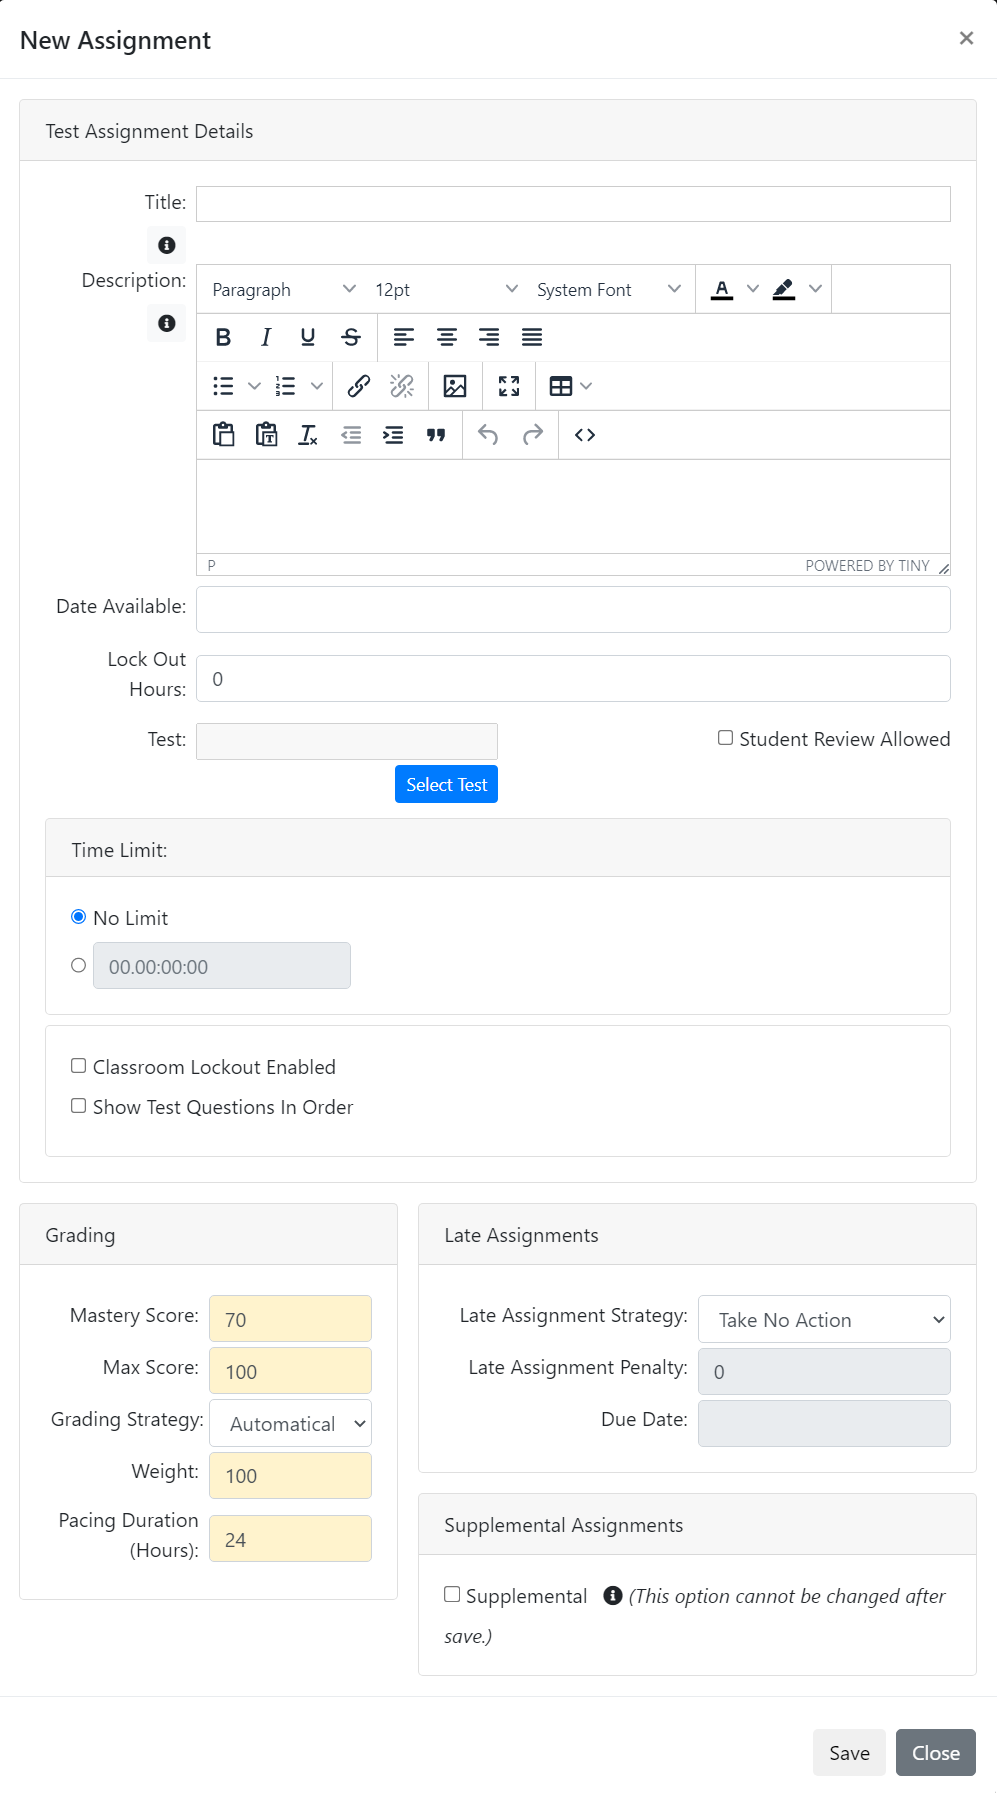 New Assignment
×
Test Assignment Details
Title:
Description:
Paragraph 12pt System Font
P POWERED BY TINY
Date Available:
Lock Out
Hours:
0
Test:
Student Review Allowed
Select Test
Time Limit:
No Limit
00.00:00:00
Classroom Lockout Enabled
Show Test Questions In Order
Grading
Mastery Score: 70
Max Score: 100
Grading Strategy: Automatical
Weight: 100
Pacing Duration
(Hours):
24
Late Assignments
Late Assignment Strategy: Take No Action
Late Assignment Penalty: 0
Due Date:
Supplemental Assignments
Supplemental (This option cannot be changed after
save.)
Save Close